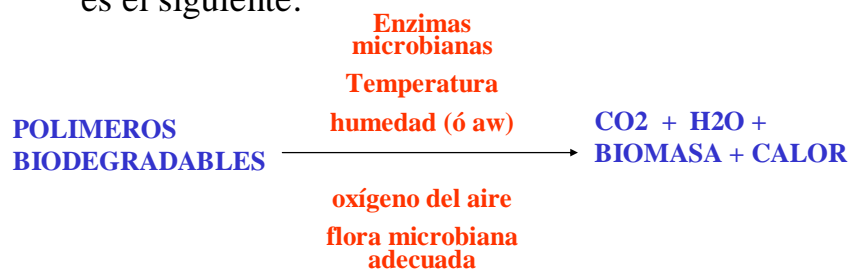 es el siguiente:
Enzimas
microbianas
Temperatura
humedad (ó aw)
POLIMEROS
BIODEGRADABLES
CO2 + H2O +
BIOMASA + CALOR
oxígeno del aire
flora microbiana
adecuada